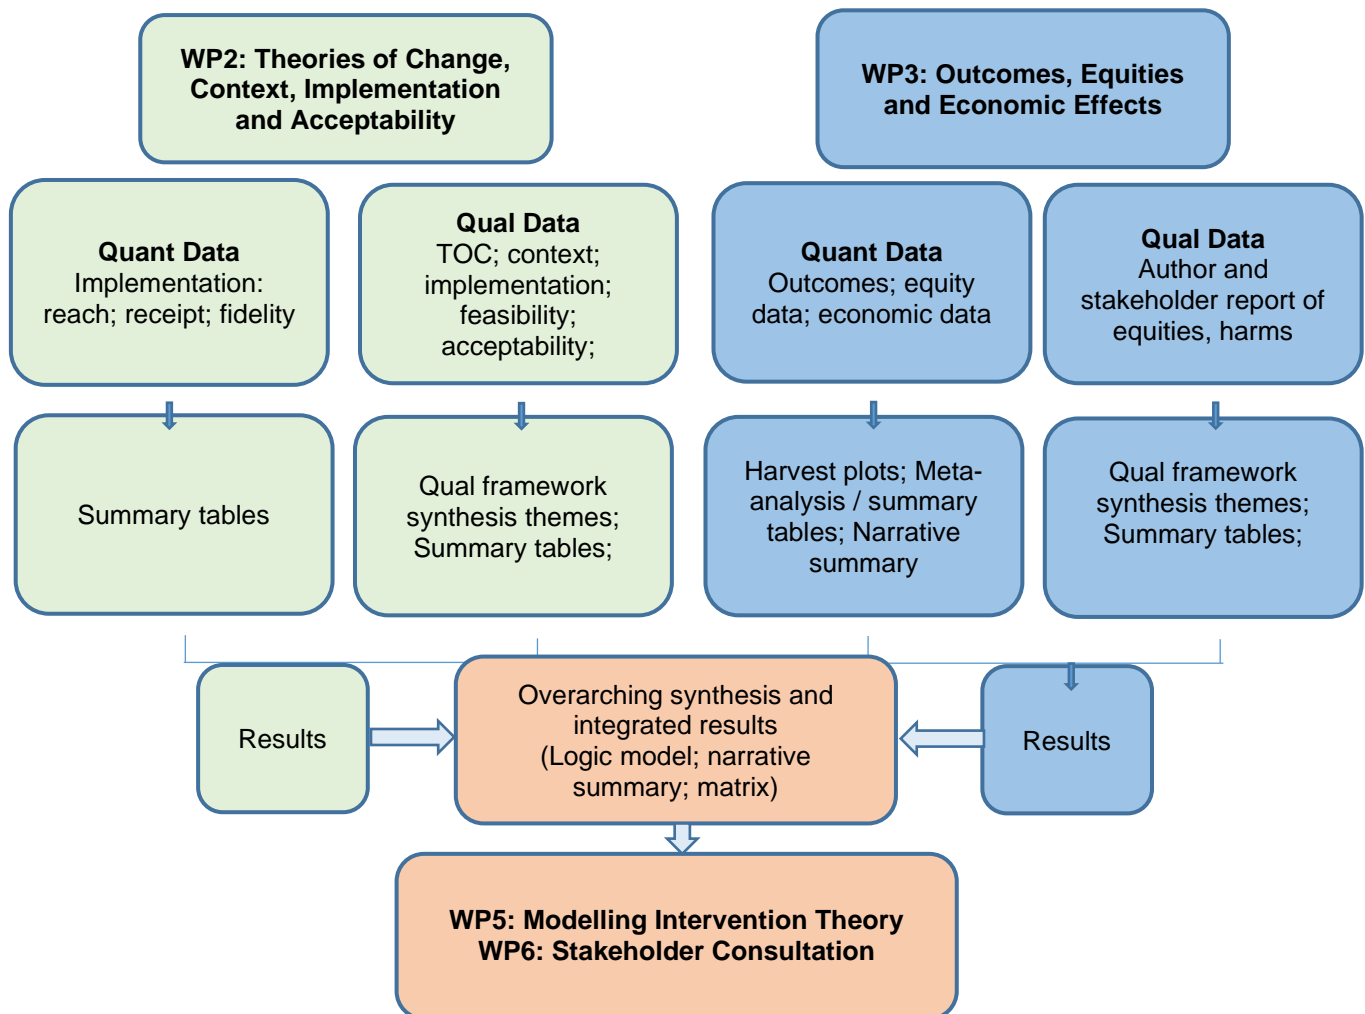 WP2: Theories of Change,
Context, Implementation
and Acceptability
WP3: Outcomes, Equities
and Economic Effects
Quant Data
Implementation:
reach; receipt; fidelity
Qual Data
TOC; context;
implementation;
feasibility;
acceptability;
Quant Data
Outcomes; equity
data; economic data
Qual Data
Author and
stakeholder report of
equities, harms
Summary tables
Qual framework
synthesis themes;
Summary tables;
Harvest plots; Meta-
analysis / summary
tables; Narrative
summary
Qual framework
synthesis themes;
Summary tables;
Results
Overarching synthesis and
integrated results
(Logic model; narrative
summary; matrix)
Results
WP5: Modelling Intervention Theory
WP6: Stakeholder Consultation